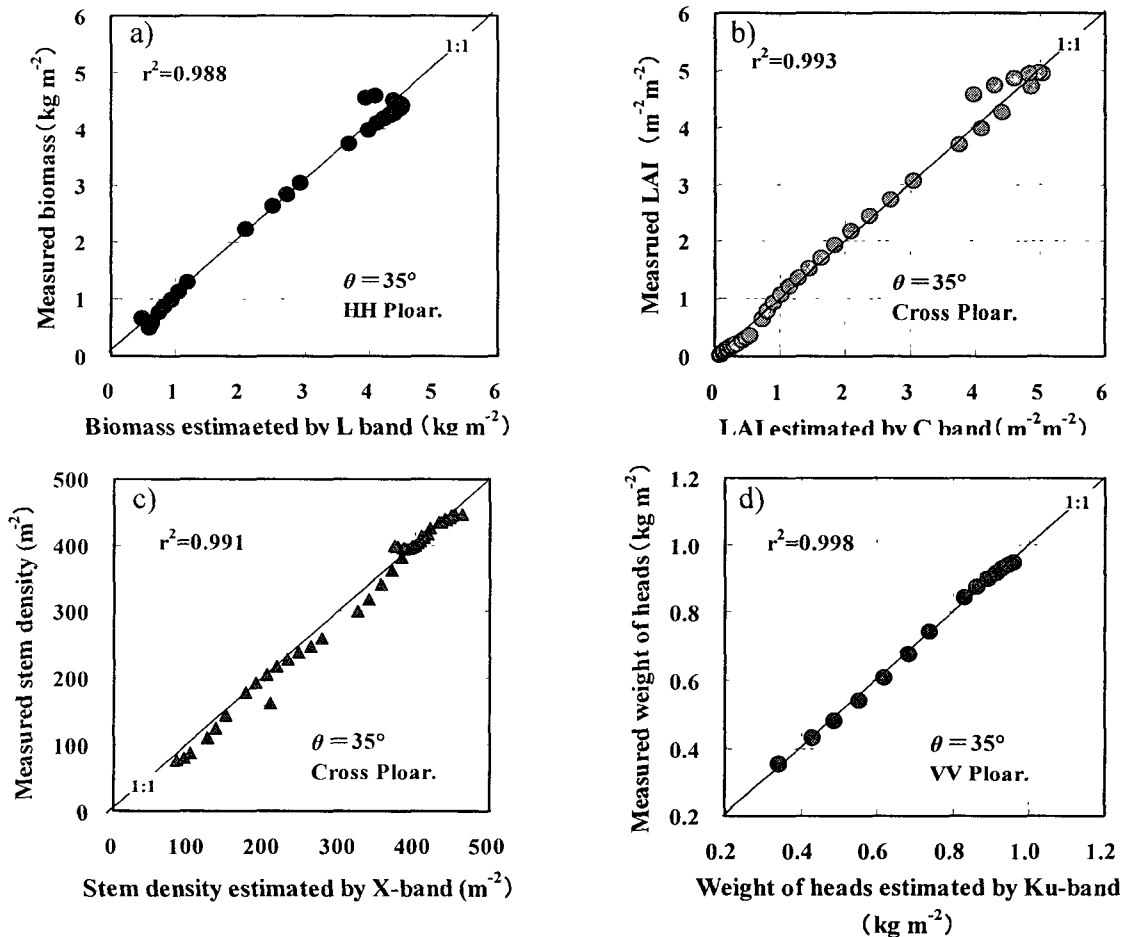 a)
1:1
r²=0.988
θ=35°
HH Ploar.
Measured biomass(kg m⁻²)
6
5
4
3
2
1
0
0 1 2 3 4 5 6
Biomass estimaeted by L band (kg m⁻²)
b)
1:1
r²=0.993
θ=35°
Cross Ploar.
Measrued LAI (m⁻²m⁻²)
6
5
4
3
2
1
0
0 1 2 3 4 5 6
LAI estimated by C band(m⁻²m⁻²)
c)
r²=0.991
θ=35°
Cross Ploar.
1:1
Measured stem density (m⁻²)
500
400
300
200
100
0
0 100 200 300 400 500
Stem density estimated by X-band (m⁻²)
d)
1:1
r²=0.998
θ=35°
VV Ploar.
Measured weight of heads(kg m⁻²)
1.2
1.0
0.8
0.6
0.4
0.2
0.2 0.4 0.6 0.8 1.0 1.2
Weight of heads estimated by Ku-band
(kg m⁻²)